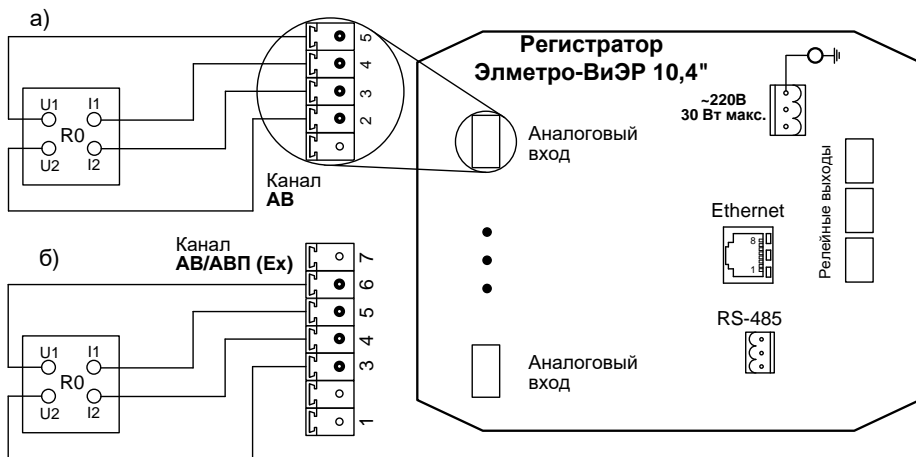 а)
5
4
3
2
U1
I1
R0
U2
I2
Канал
АВ
Регистратор
Элметро-ВиЭР 10,4"
~220В
30 Вт макс.
Аналоговый
вход
Ethernet
8
1
Релейные выходы
RS-485
Аналоговый
вход
б)
Канал
АВ/АВП (Ех)
7
6
5
4
3
1
U1
I1
R0
U2
I2